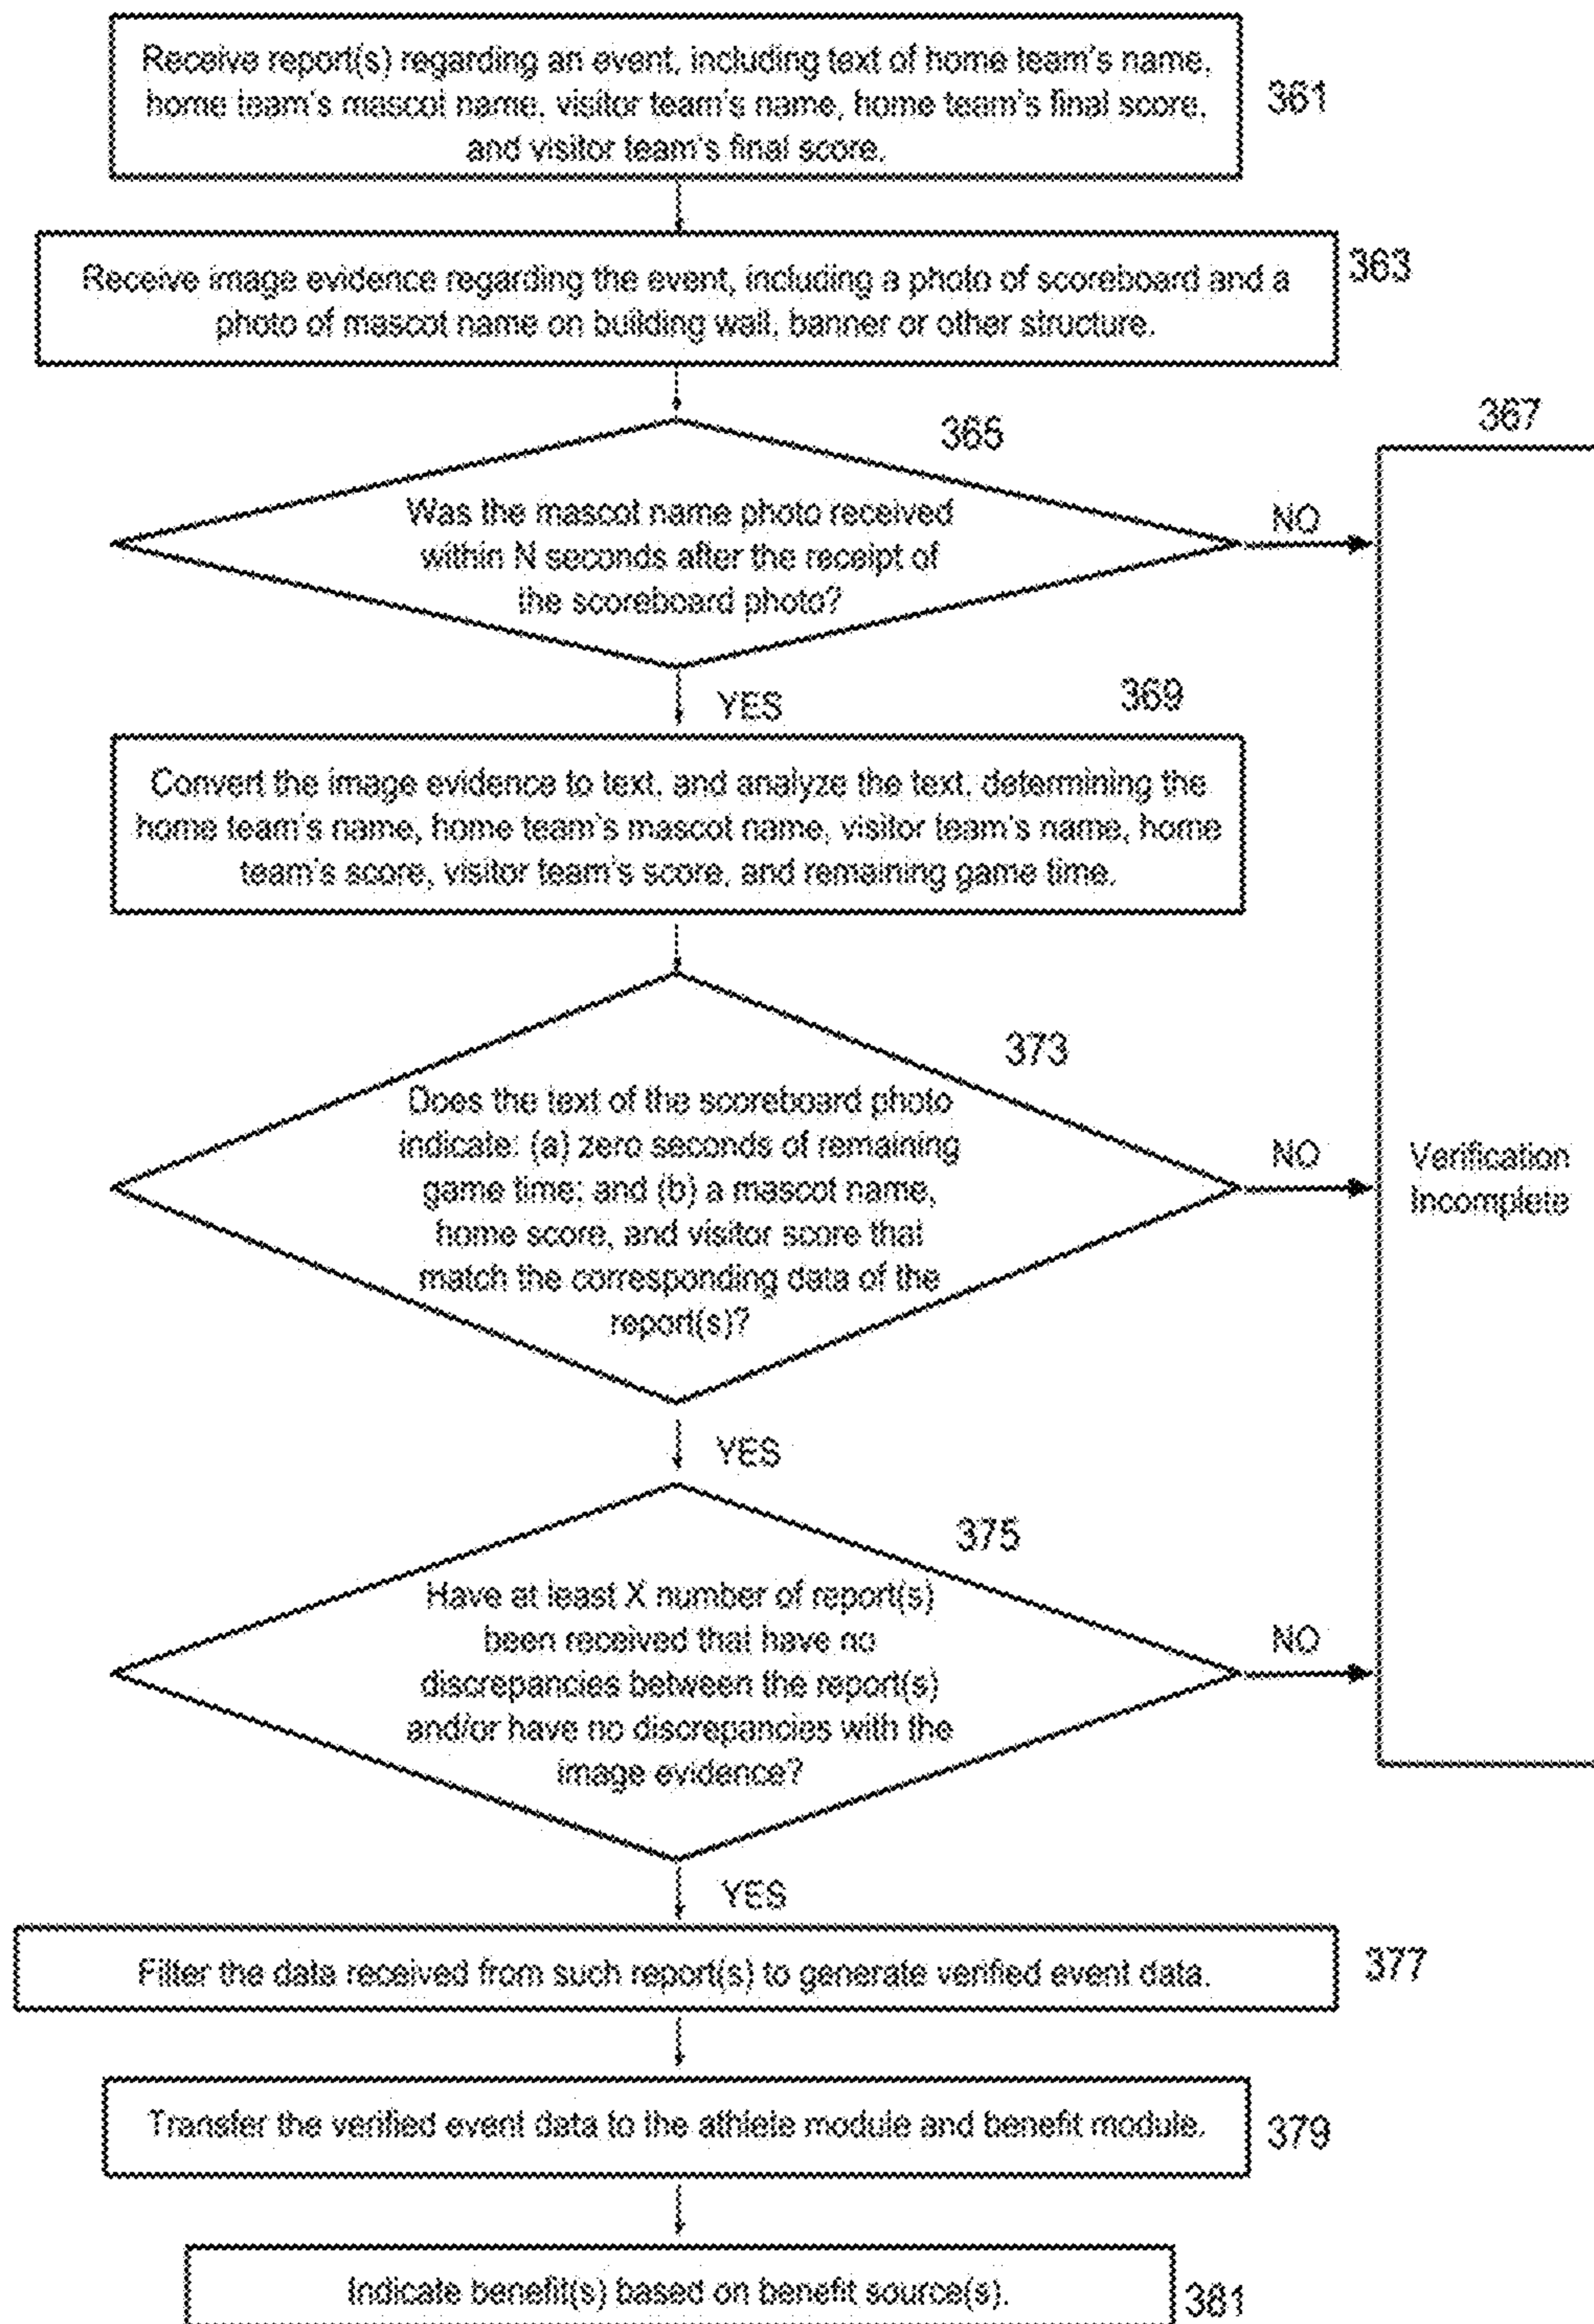 Receive report(s) regarding an event, including text of home team's name,
home team's mascot name, visitor team's name, home team's final score,
and visitor team's final score.
361
Receive image evidence regarding the event, including a photo of scoreboard and a
photo of mascot name on building wall, banner or other structure.
363
365
367
Was the mascot name photo received
within N seconds after the receipt of
the scoreboard photo?
NO
YES
369
Convert the image evidence to text, and analyze the text, determining the
home team's name, home team's mascot name, visitor team's name, home
team's score, visitor team's score, and remaining game time.
373
Does the text of the scoreboard photo
indicate: (a) zero seconds of remaining
game time; and (b) a mascot name,
home score, and visitor score that
match the corresponding data of the
report(s)?
NO
Verification
Incomplete
YES
375
Have at least X number of report(s)
been received that have no
discrepancies between the report(s)
and/or have no discrepancies with the
image evidence?
NO
YES
Filter the data received from such report(s) to generate verified event data.
377
Transfer the verified event data to the athlete module and benefit module.
379
Indicate benefit(s) based on benefit source(s).
381